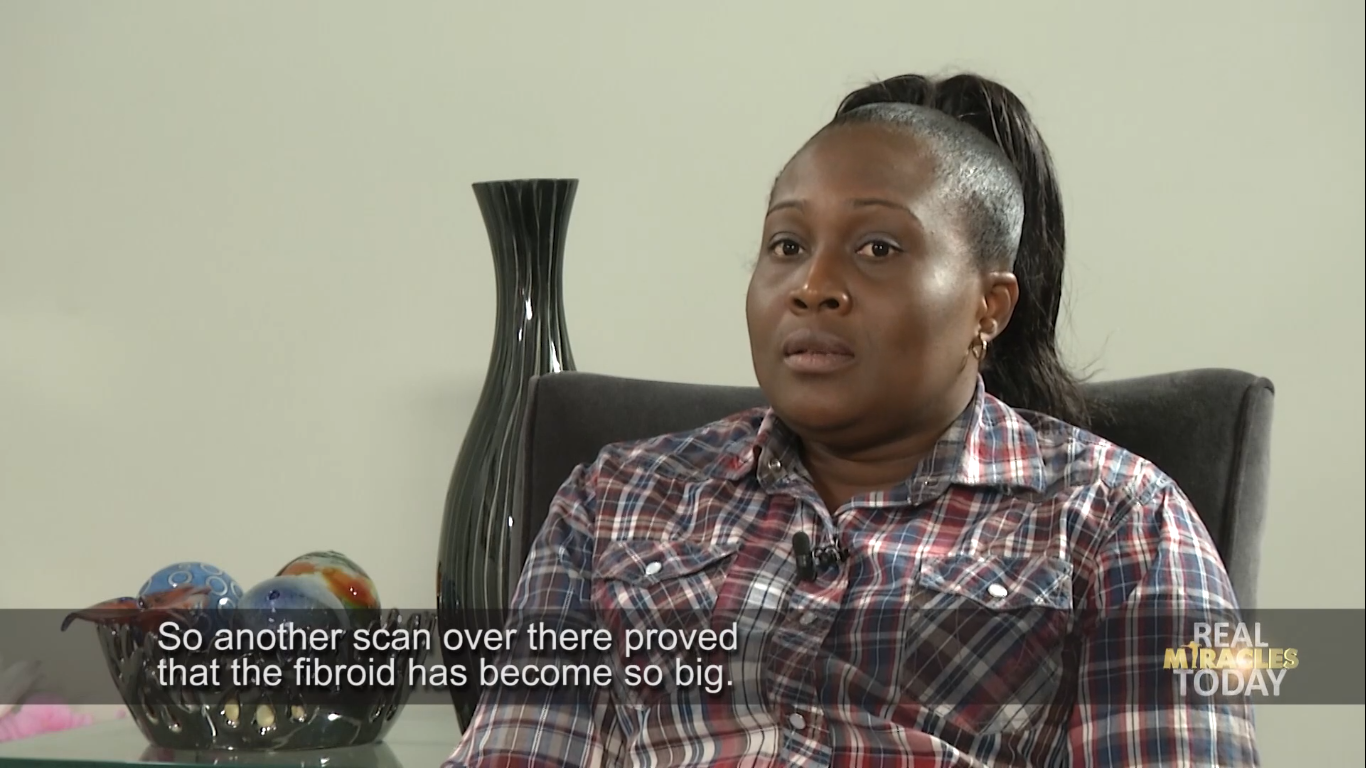 So another scan over there proved
that the fibroid has become so big.
REAL
MIRACLES
TODAY